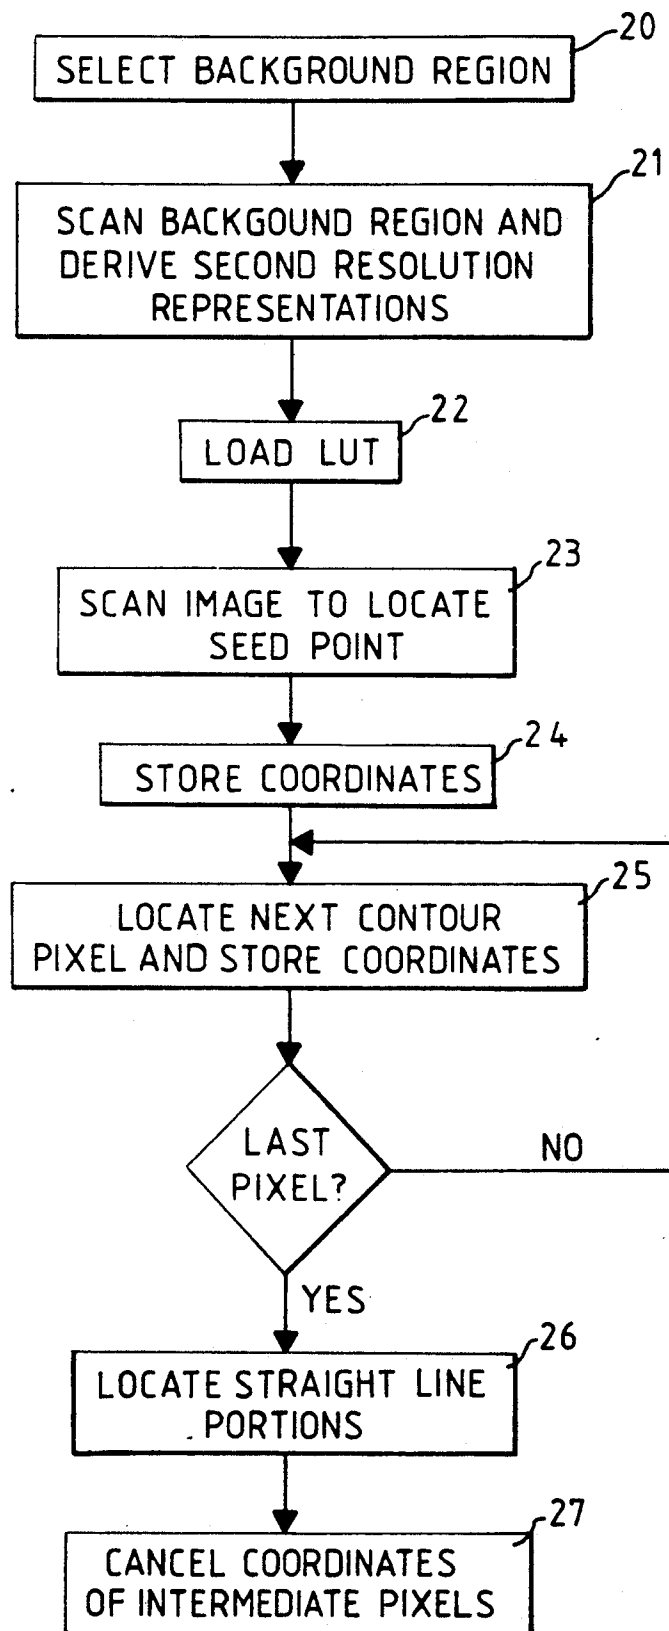 20
SELECT BACKGROUND REGION
21
SCAN BACKGOUND REGION AND
DERIVE SECOND RESOLUTION
REPRESENTATIONS
22
LOAD LUT
23
SCAN IMAGE TO LOCATE
SEED POINT
24
STORE COORDINATES
25
LOCATE NEXT CONTOUR
PIXEL AND STORE COORDINATES
LAST
PIXEL?
NO
YES
26
LOCATE STRAIGHT LINE
PORTIONS
27
CANCEL COORDINATES
OF INTERMEDIATE PIXELS